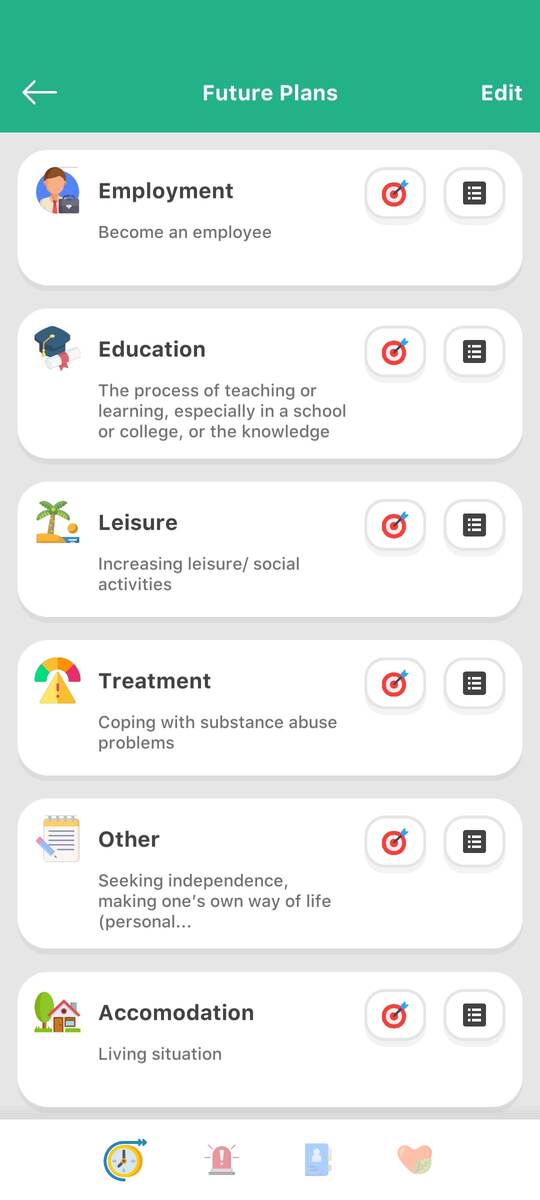 Future Plans
Edit
Employment
Become an employee
Education
The process of teaching or
learning, especially in a school
or college, or the knowledge
Leisure
Increasing leisure/ social
activities
Treatment
Coping with substance abuse
problems
Other
Seeking independence,
making one's own way of life
(personal...
Accomodation
Living situation